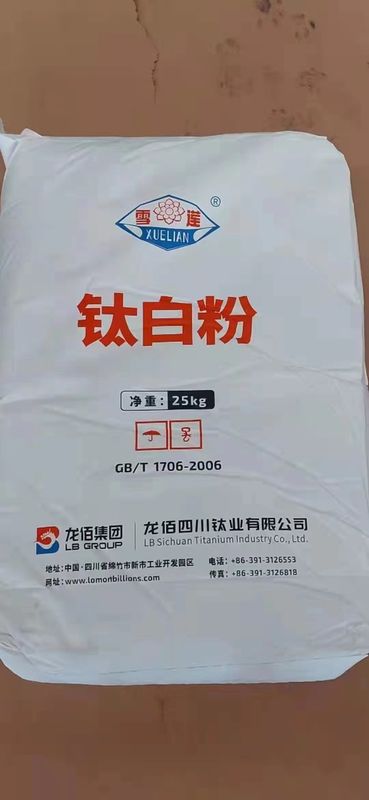 雪莲®
XUELIAN
钛白粉
净重：25kg
GB/T 1706-2006
龙佰集团
LB GROUP
龙佰四川钛业有限公司
LB Sichuan Titanium Industry Co., Ltd.
地址：中国·四川省绵竹市新市工业开发园区
电话：+86-391-3126553
网址：www.lomonbillions.com
传真：+86-391-3126818